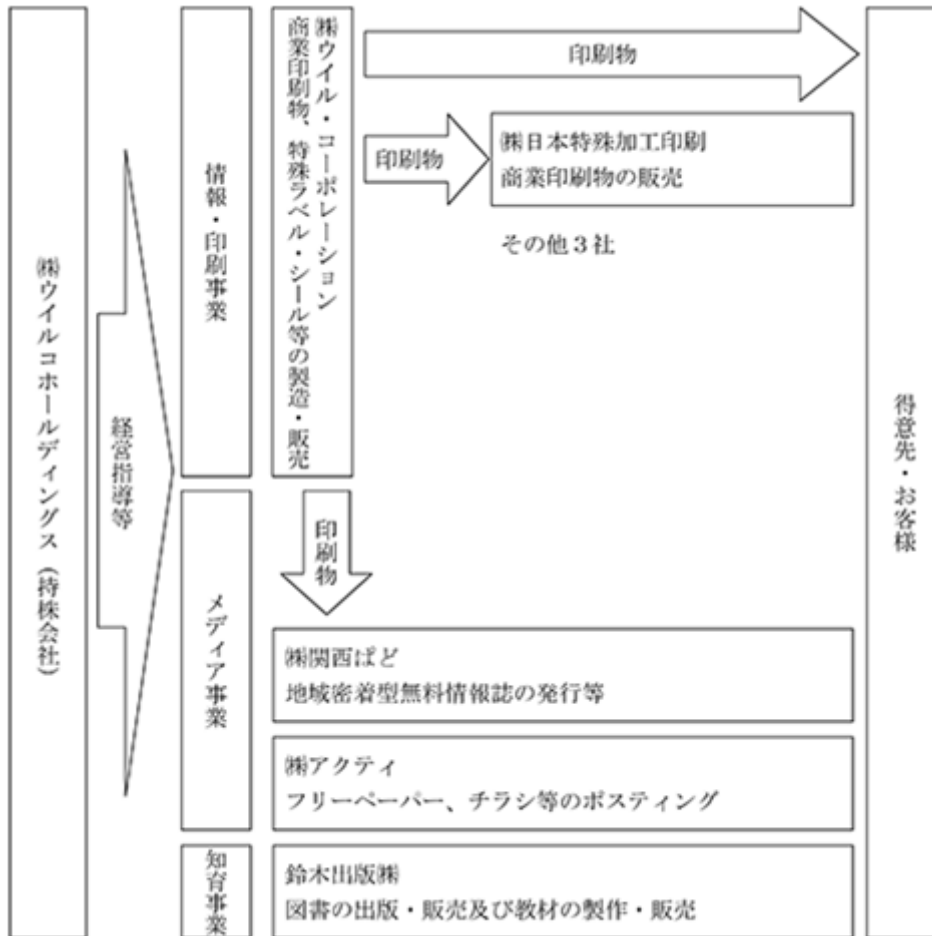 ㈱ウイルコホールディングス（持株会社）
経営指導等
情報・印刷事業
㈱ウイル・コーポレーション
商業印刷物、特殊ラベル・シール等の製造・販売
印刷物
印刷物
㈱日本特殊加工印刷
商業印刷物の販売
その他３社
印刷物
メディア事業
㈱関西ぱど
地域密着型無料情報誌の発行等
㈱アクティ
フリーペーパー、チラシ等のポスティング
知育事業
鈴木出版㈱
図書の出版・販売及び教材の製作・販売
得意先・お客様